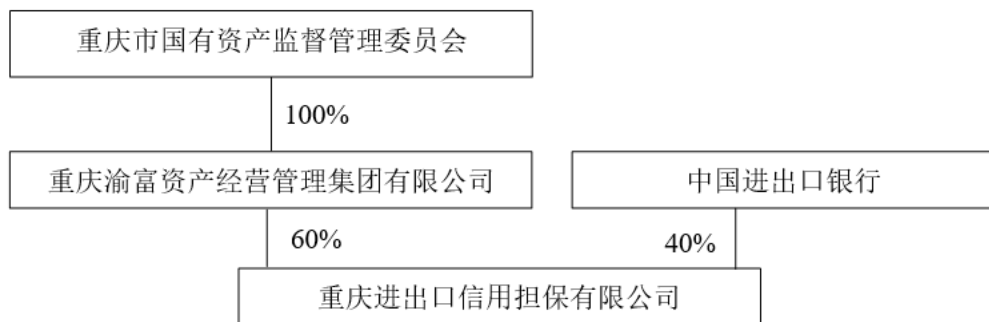 重庆市国有资产监督管理委员会
100%
重庆渝富资产经营管理集团有限公司
中国进出口银行
60%
40%
重庆进出口信用担保有限公司